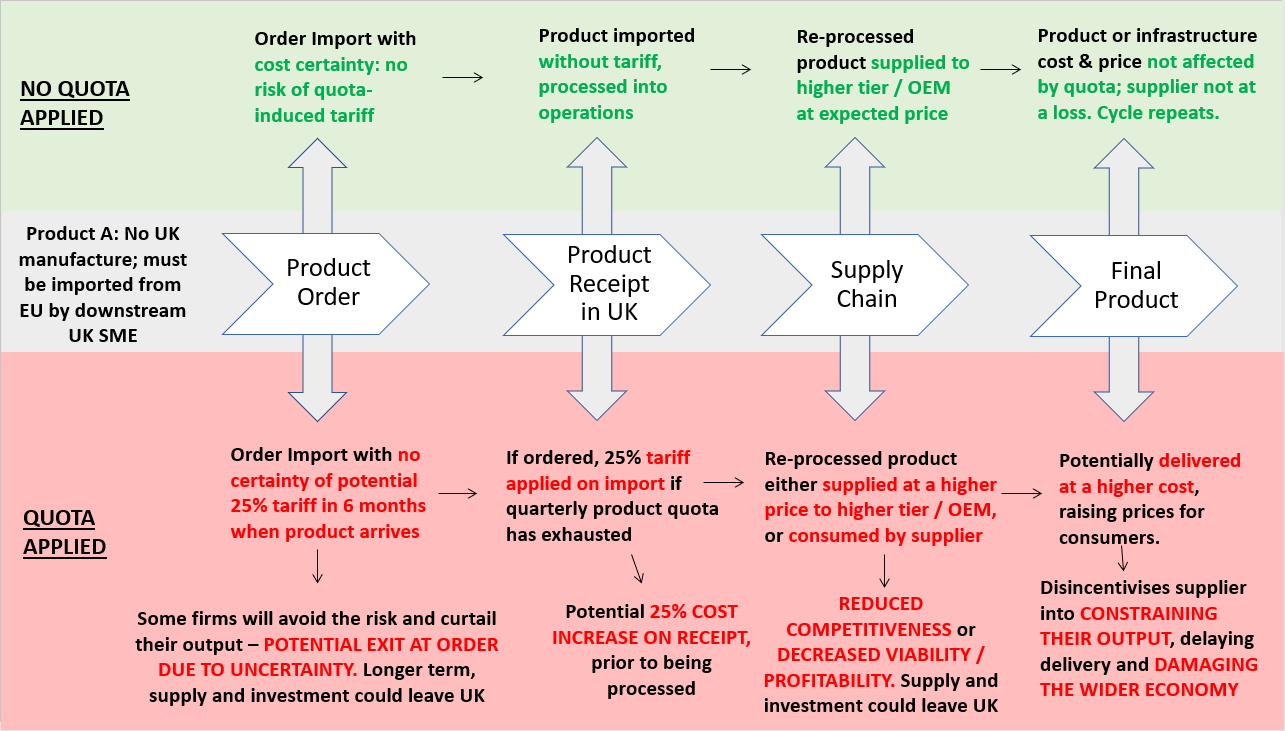 NO QUOTA
APPLIED
Order Import with
cost certainty: no
risk of quota-
induced tariff
Product imported
without tariff,
processed into
operations
Re-processed
product supplied to
higher tier / OEM
at expected price
Product or infrastructure
cost & price not affected
by quota; supplier not at
a loss. Cycle repeats.
Product A: No UK
manufacture; must
be imported from
EU by downstream
UK SME
Product
Order
Product
Receipt
in UK
Supply
Chain
Final
Product
QUOTA
APPLIED
Order Import with no
certainty of potential
25% tariff in 6 months
when product arrives
If ordered, 25% tariff
applied on import if
quarterly product quota
has exhausted
Re-processed product
either supplied at a higher
price to higher tier / OEM,
or consumed by supplier
Potentially delivered
at a higher cost,
raising prices for
consumers.
Some firms will avoid the risk and curtail
their output – POTENTIAL EXIT AT ORDER
DUE TO UNCERTAINTY. Longer term,
supply and investment could leave UK
Potential 25% COST
INCREASE ON RECEIPT,
prior to being
processed
REDUCED
COMPETITIVENESS or
DECREASED VIABILITY /
PROFITABILITY. Supply and
investment could leave UK
Disincentivises supplier
into CONSTRAINING
THEIR OUTPUT, delaying
delivery and DAMAGING
THE WIDER ECONOMY